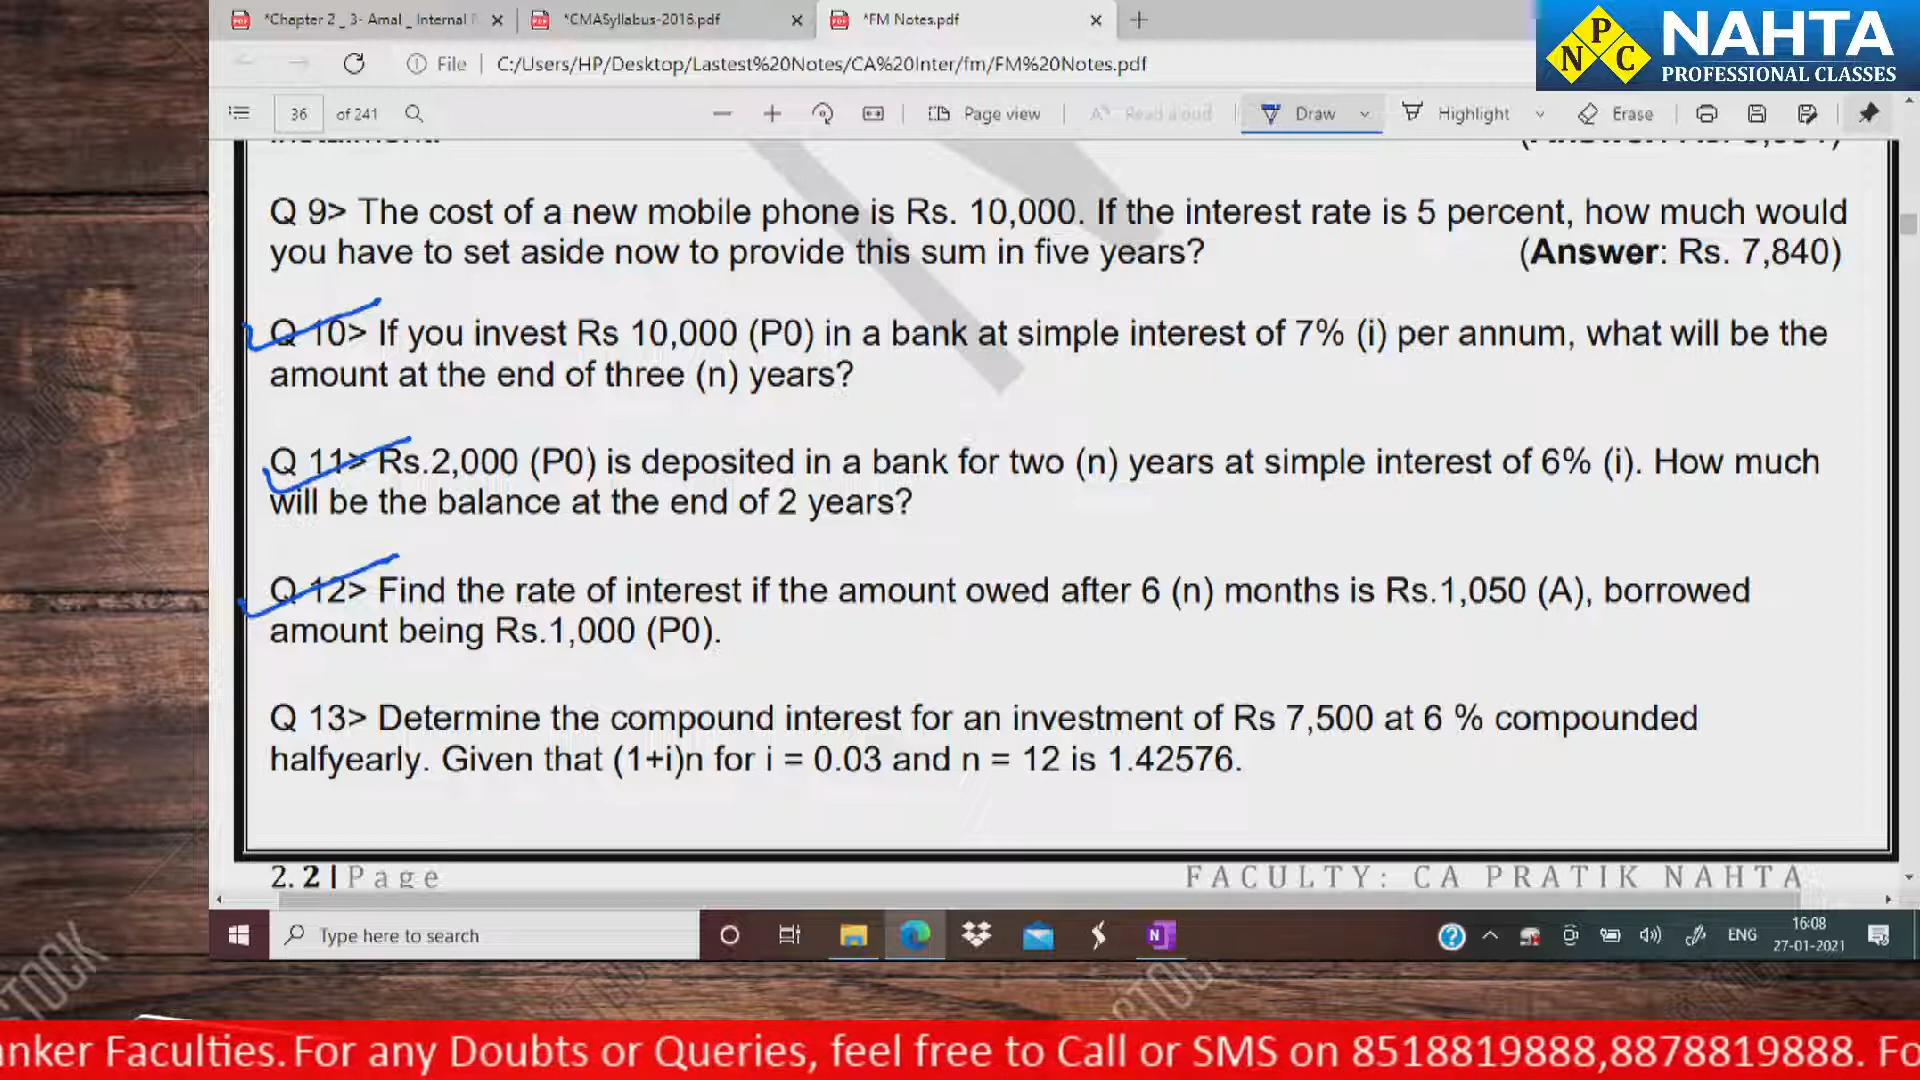 *Chapter 2 _ 3- Amal _ Internal
*CMASyllabus-2016.pdf
*FM Notes.pdf
NPC
NAHTA
PROFESSIONAL CLASSES
File
C:/Users/HP/Desktop/Lastest%20Notes/CA%20Inter/fm/FM%20Notes.pdf
36 of 241
Page view
Read aloud
Draw
Highlight
Erase
Q 9> The cost of a new mobile phone is Rs. 10,000. If the interest rate is 5 percent, how much would
you have to set aside now to provide this sum in five years? (Answer: Rs. 7,840)
Q 10> If you invest Rs 10,000 (P0) in a bank at simple interest of 7% (i) per annum, what will be the
amount at the end of three (n) years?
Q 11> Rs.2,000 (P0) is deposited in a bank for two (n) years at simple interest of 6% (i). How much
will be the balance at the end of 2 years?
Q 12> Find the rate of interest if the amount owed after 6 (n) months is Rs.1,050 (A), borrowed
amount being Rs.1,000 (P0).
Q 13> Determine the compound interest for an investment of Rs 7,500 at 6 % compounded
halfyearly. Given that (1+i)n for i = 0.03 and n = 12 is 1.42576.
2.2 | Page FACULTY: CA PRATIK NAHTA
Type here to search
ENG
16:08
27-01-2021
STOCK
anker Faculties. For any Doubts or Queries, feel free to Call or SMS on 8518819888,8878819888. Fo